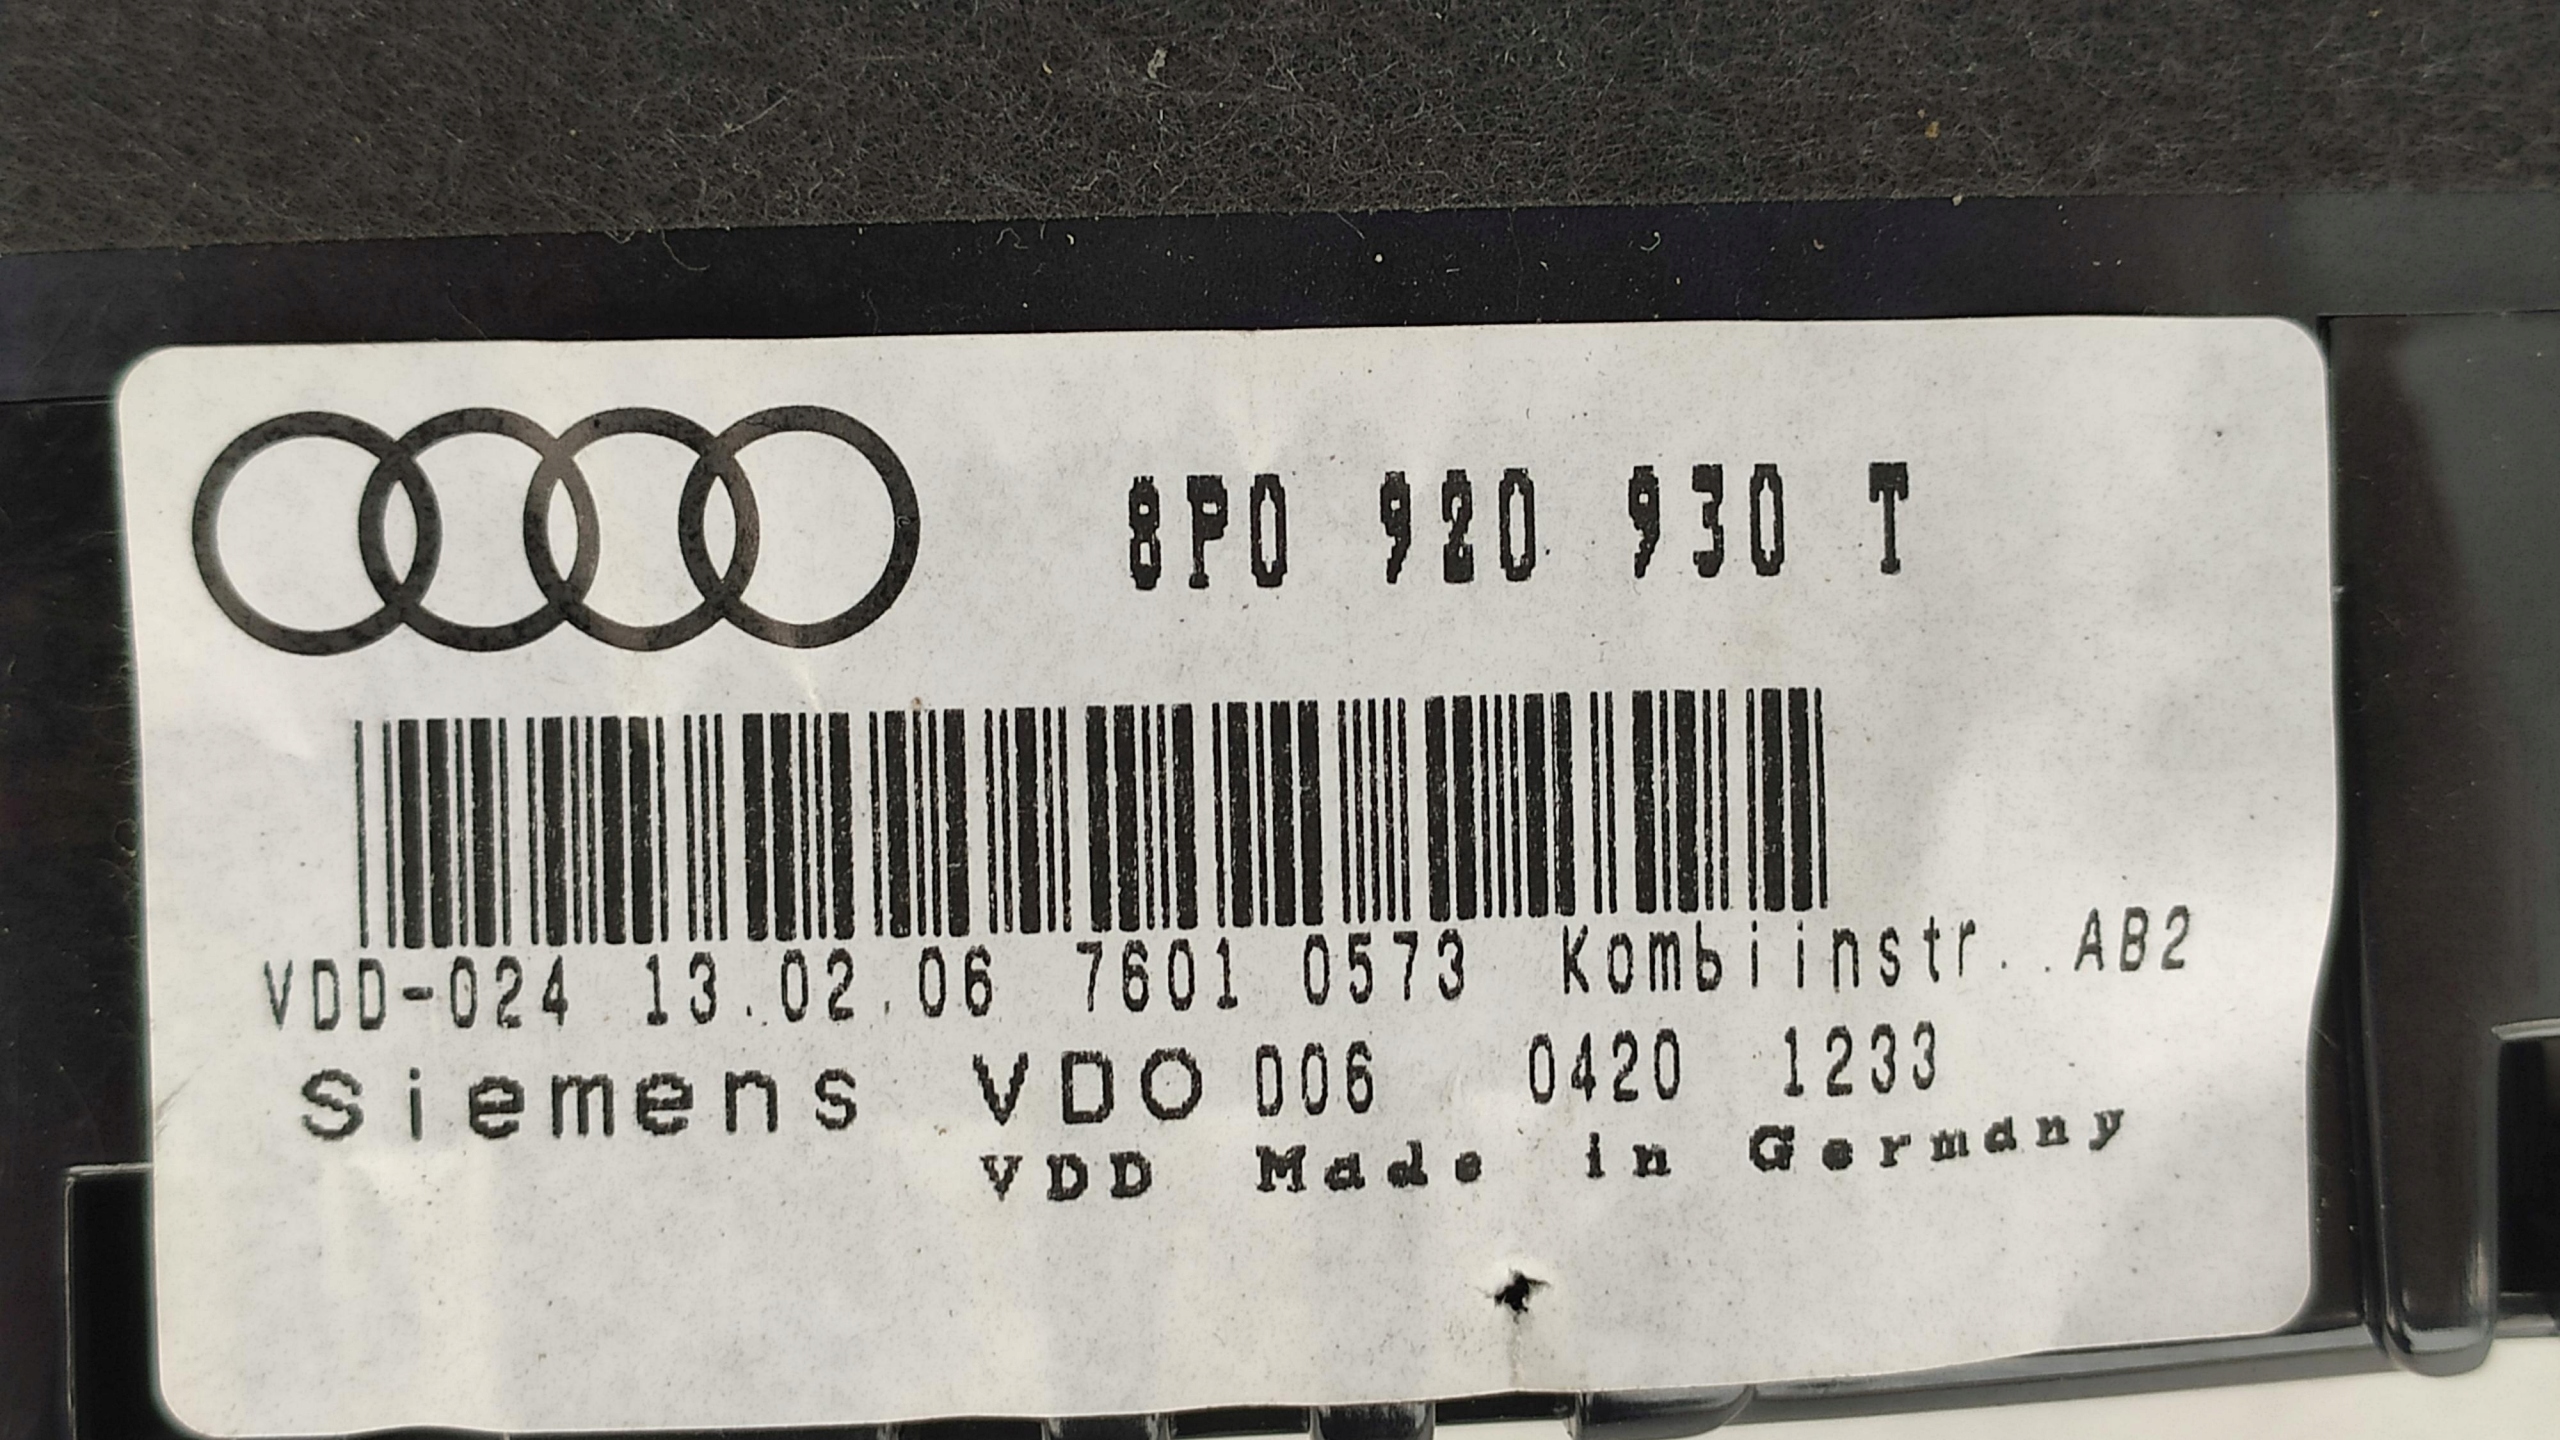 8P0 920 930 T
VDD-024 13.02.06 7601 0573 Kombiinstr. .AB2
Siemens VDO 006 0420 1233
VDD Made in Germany